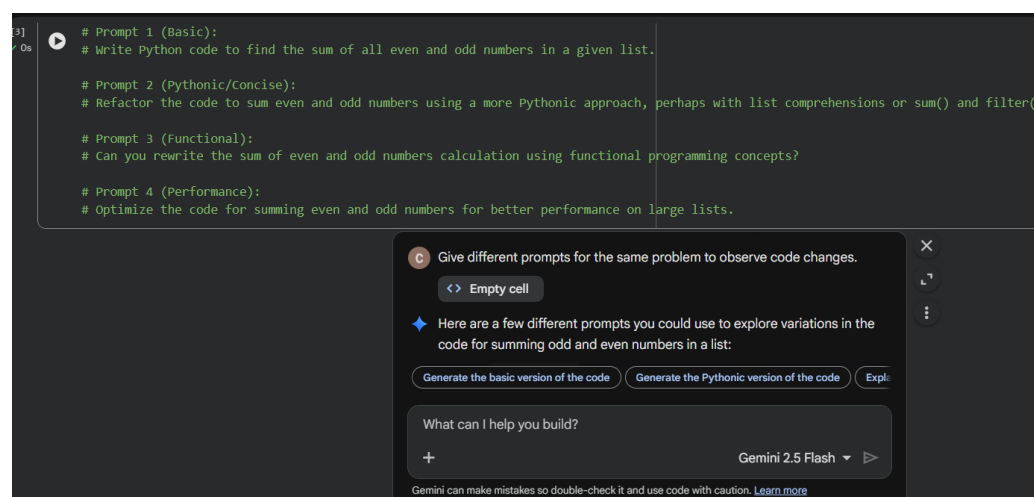 [3]
0s
# Prompt 1 (Basic):
# Write Python code to find the sum of all even and odd numbers in a given list.
# Prompt 2 (Pythonic/Concise):
# Refactor the code to sum even and odd numbers using a more Pythonic approach, perhaps with list comprehensions or sum() and filter(
# Prompt 3 (Functional):
# Can you rewrite the sum of even and odd numbers calculation using functional programming concepts?
# Prompt 4 (Performance):
# Optimize the code for summing even and odd numbers for better performance on large lists.
C Give different prompts for the same problem to observe code changes.
<> Empty cell
Here are a few different prompts you could use to explore variations in the
code for summing odd and even numbers in a list:
Generate the basic version of the code Generate the Pythonic version of the code Expla
What can I help you build?
+ Gemini 2.5 Flash
Gemini can make mistakes so double-check it and use code with caution. Learn more